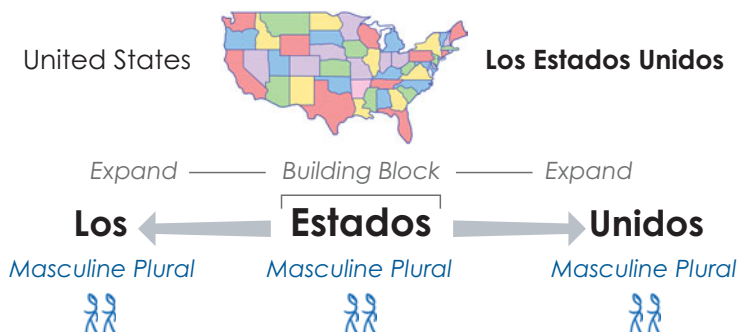 United States
Los Estados Unidos
Expand Building Block Expand
Los Estados Unidos
Masculine Plural Masculine Plural Masculine Plural